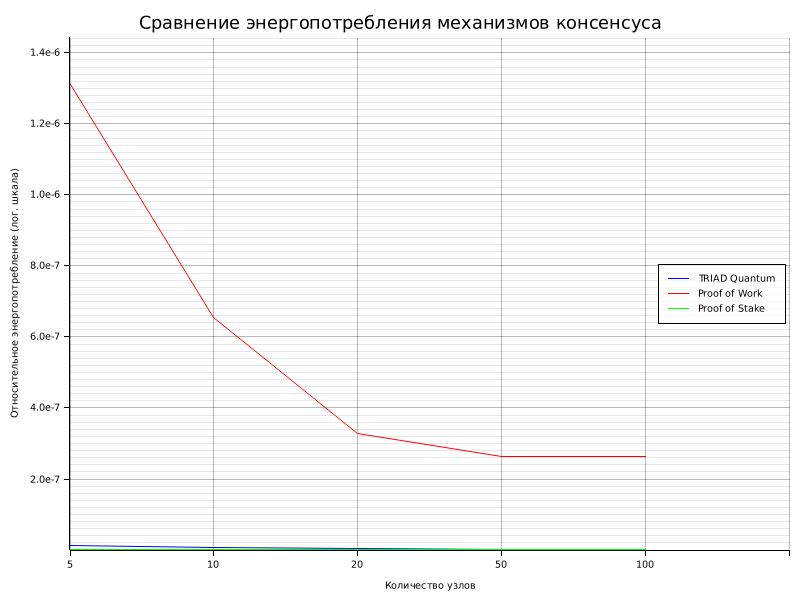 Сравнение энергопотребления механизмов консенсуса
1.4e-6
1.2e-6
1.0e-6
8.0e-7
6.0e-7
4.0e-7
2.0e-7
Относительное энергопотребление (лог. шкала)
TRIAD Quantum
Proof of Work
Proof of Stake
5 10 20 50 100
Количество узлов